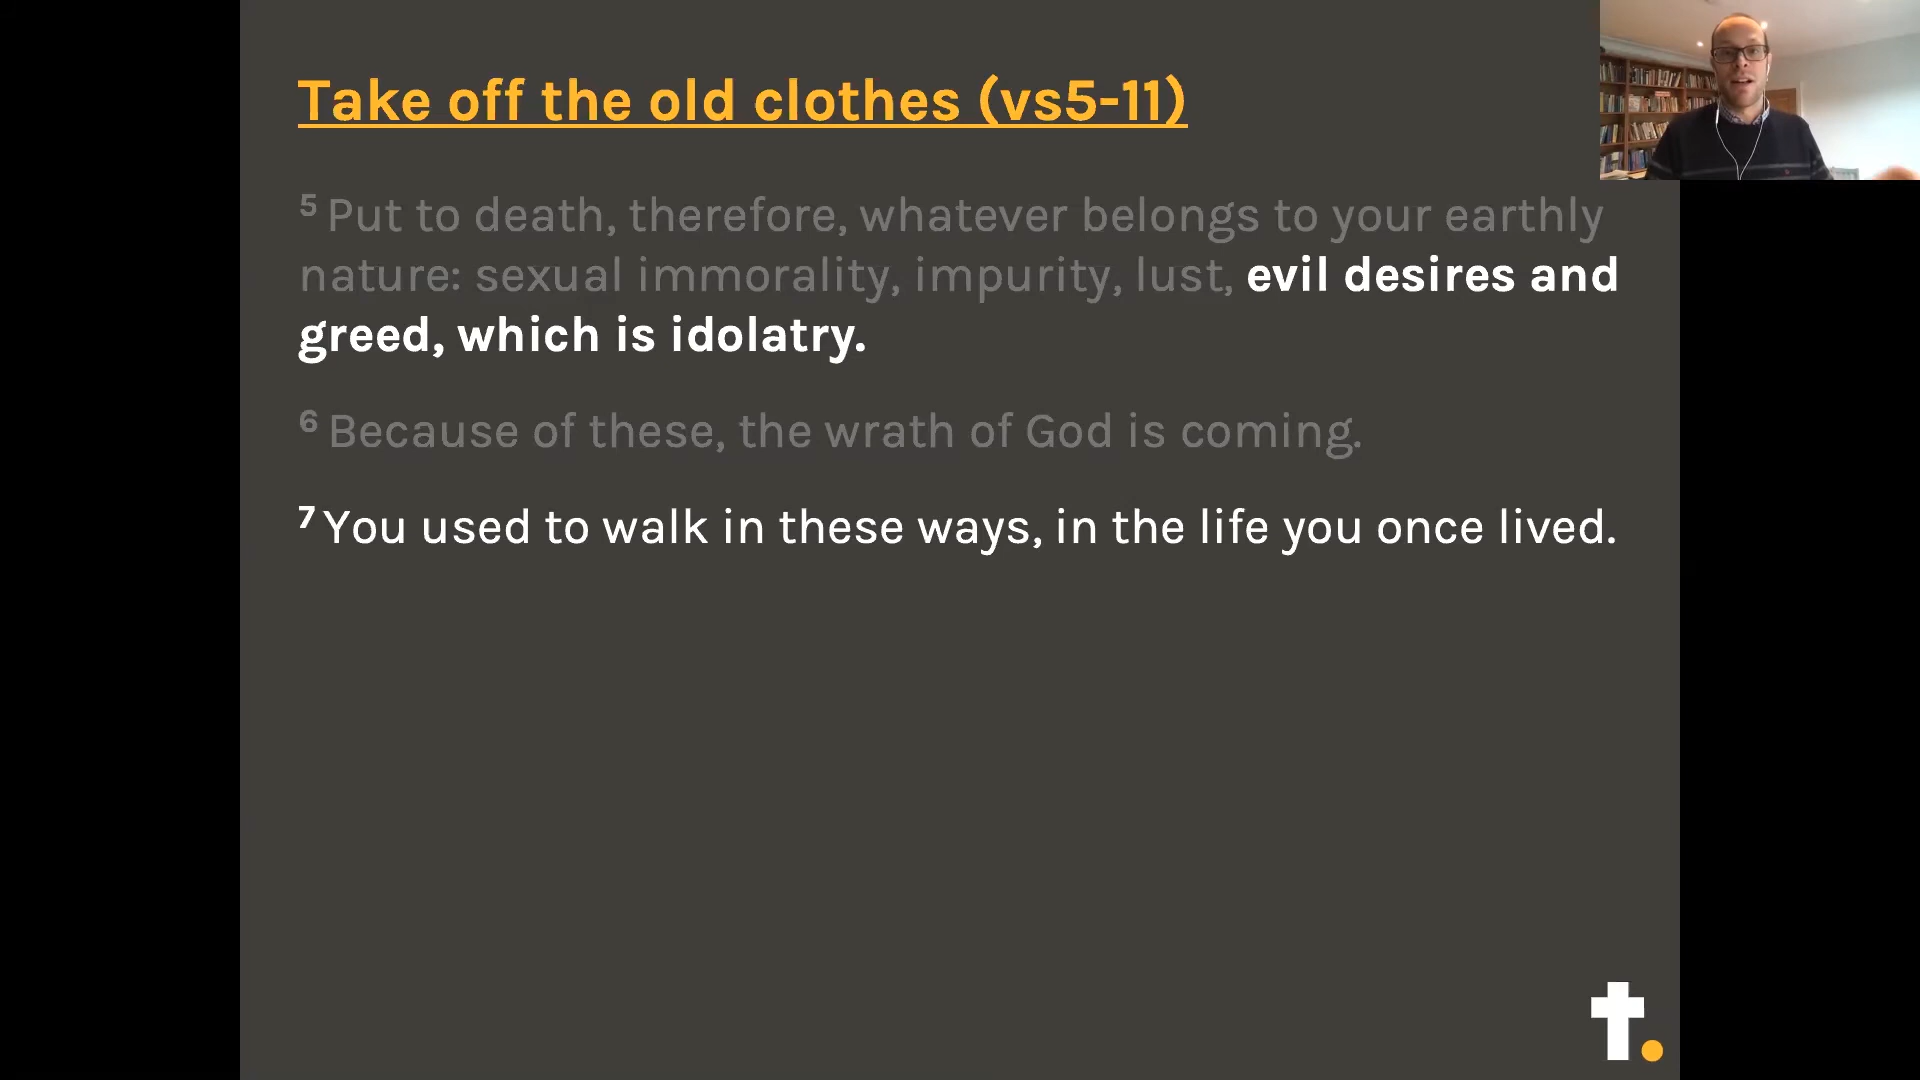 Take off the old clothes (vs5-11)
5 Put to death, therefore, whatever belongs to your earthly
nature: sexual immorality, impurity, lust, evil desires and
greed, which is idolatry.
6 Because of these, the wrath of God is coming.
7 You used to walk in these ways, in the life you once lived.
t.